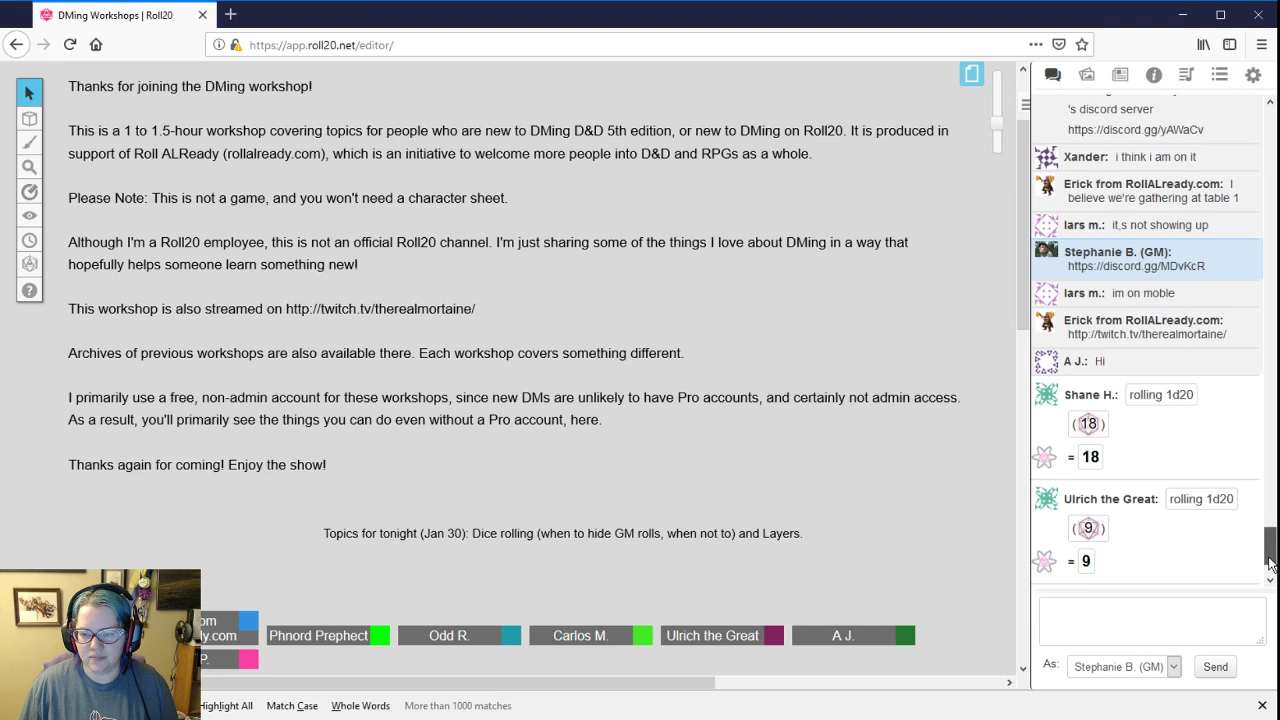 DMing Workshops | Roll20
https://app.roll20.net/editor/
Thanks for joining the DMing workshop!
This is a 1 to 1.5-hour workshop covering topics for people who are new to DMing D&D 5th edition, or new to DMing on Roll20. It is produced in
support of Roll ALReady (rollalready.com), which is an initiative to welcome more people into D&D and RPGs as a whole.
Please Note: This is not a game, and you won't need a character sheet.
Although I'm a Roll20 employee, this is not an official Roll20 channel. I'm just sharing some of the things I love about DMing in a way that
hopefully helps someone learn something new!
This workshop is also streamed on http://twitch.tv/therealmortaine/
Archives of previous workshops are also available there. Each workshop covers something different.
I primarily use a free, non-admin account for these workshops, since new DMs are unlikely to have Pro accounts, and certainly not admin access.
As a result, you'll primarily see the things you can do even without a Pro account, here.
Thanks again for coming! Enjoy the show!
Topics for tonight (Jan 30): Dice rolling (when to hide GM rolls, when not to) and Layers.
om
ly.com
Phnord Prephect
Odd R.
Carlos M.
Ulrich the Great
A J.
P.
's discord server
https://discord.gg/yAWaCv
Xander: i think i am on it
Erick from RollALReady.com: I
believe we're gathering at table 1
lars m.: it,s not showing up
Stephanie B. (GM):
https://discord.gg/MDvKcR
lars m.: im on moble
Erick from RollALReady.com:
http://twitch.tv/therealmortaine/
A J.: Hi
Shane H.: rolling 1d20
(18)
= 18
Ulrich the Great: rolling 1d20
(9)
= 9
As: Stephanie B. (GM) Send
Highlight All Match Case Whole Words More than 1000 matches